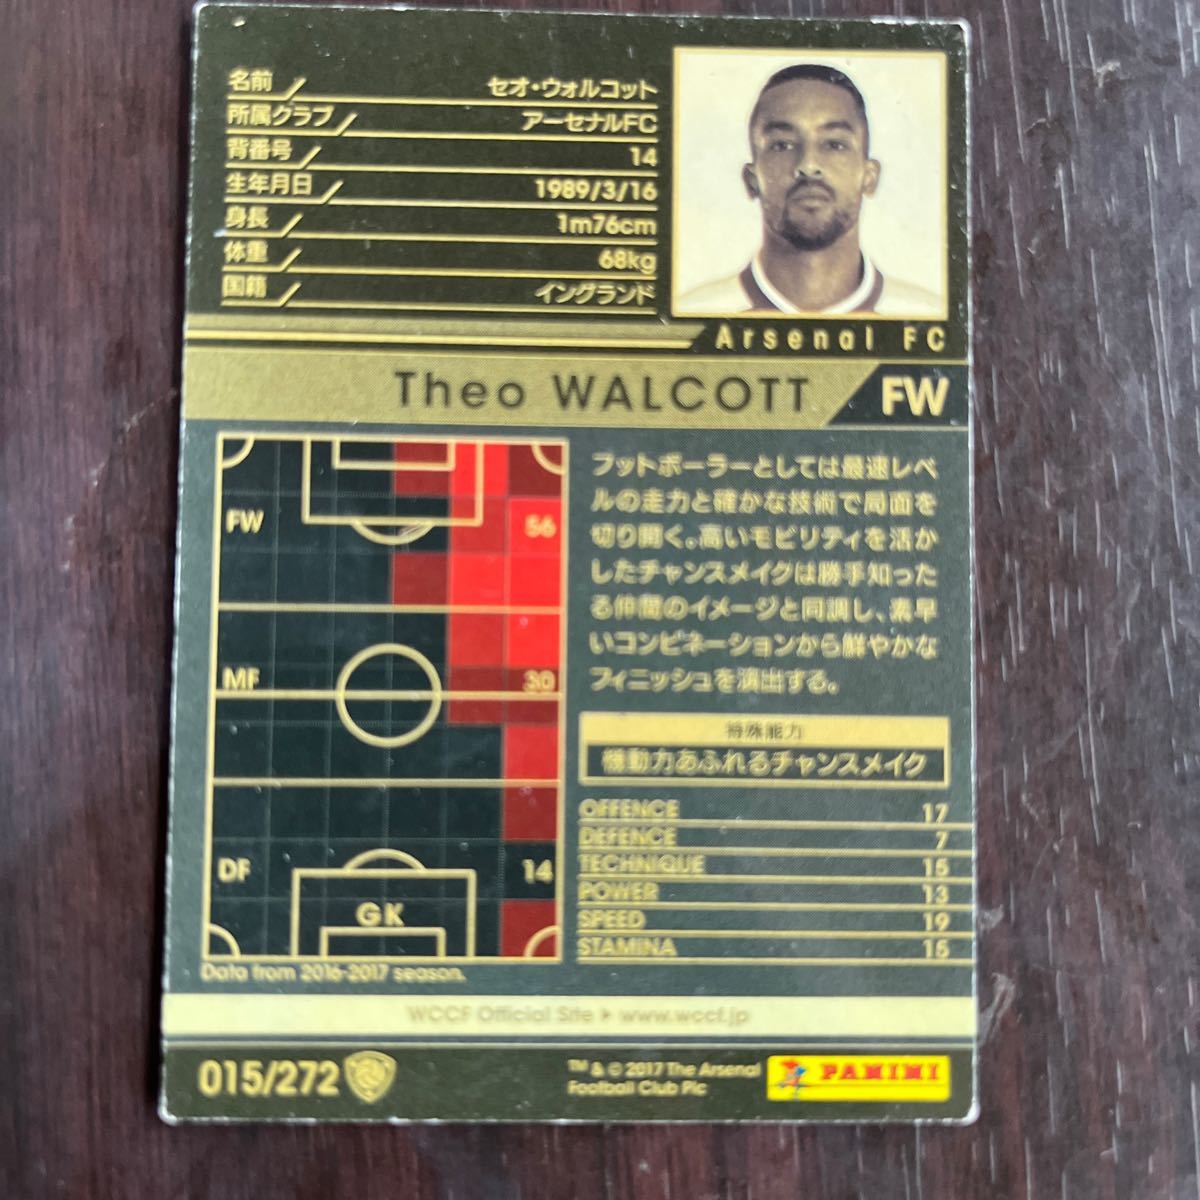 名前 セオ・ウォルコット
所属クラブ アーセナルFC
背番号 14
生年月日 1989/3/16
身長 1m76cm
体重 68kg
国籍 イングランド
Arsenal FC
Theo WALCOTT FW
FW 56
MF 30
DF 14
GK
Data from 2016-2017 season.
フットボーラーとしては最速レベ
ルの走力と確かな技術で局面を
切り開く。高いモビリティを活か
したチャンスメイクは勝手知った
る仲間のイメージと同調し、素早
いコンビネーションから鮮やかな
フィニッシュを演出する。
特殊能力
機動力あふれるチャンスメイク
OFFENCE 17
DEFENCE 7
TECHNIQUE 15
POWER 13
SPEED 19
STAMINA 15
WCCF Official Site ▶ www.wccf.jp
015/272
™ & © 2017 The Arsenal
Football Club Plc
PANINI